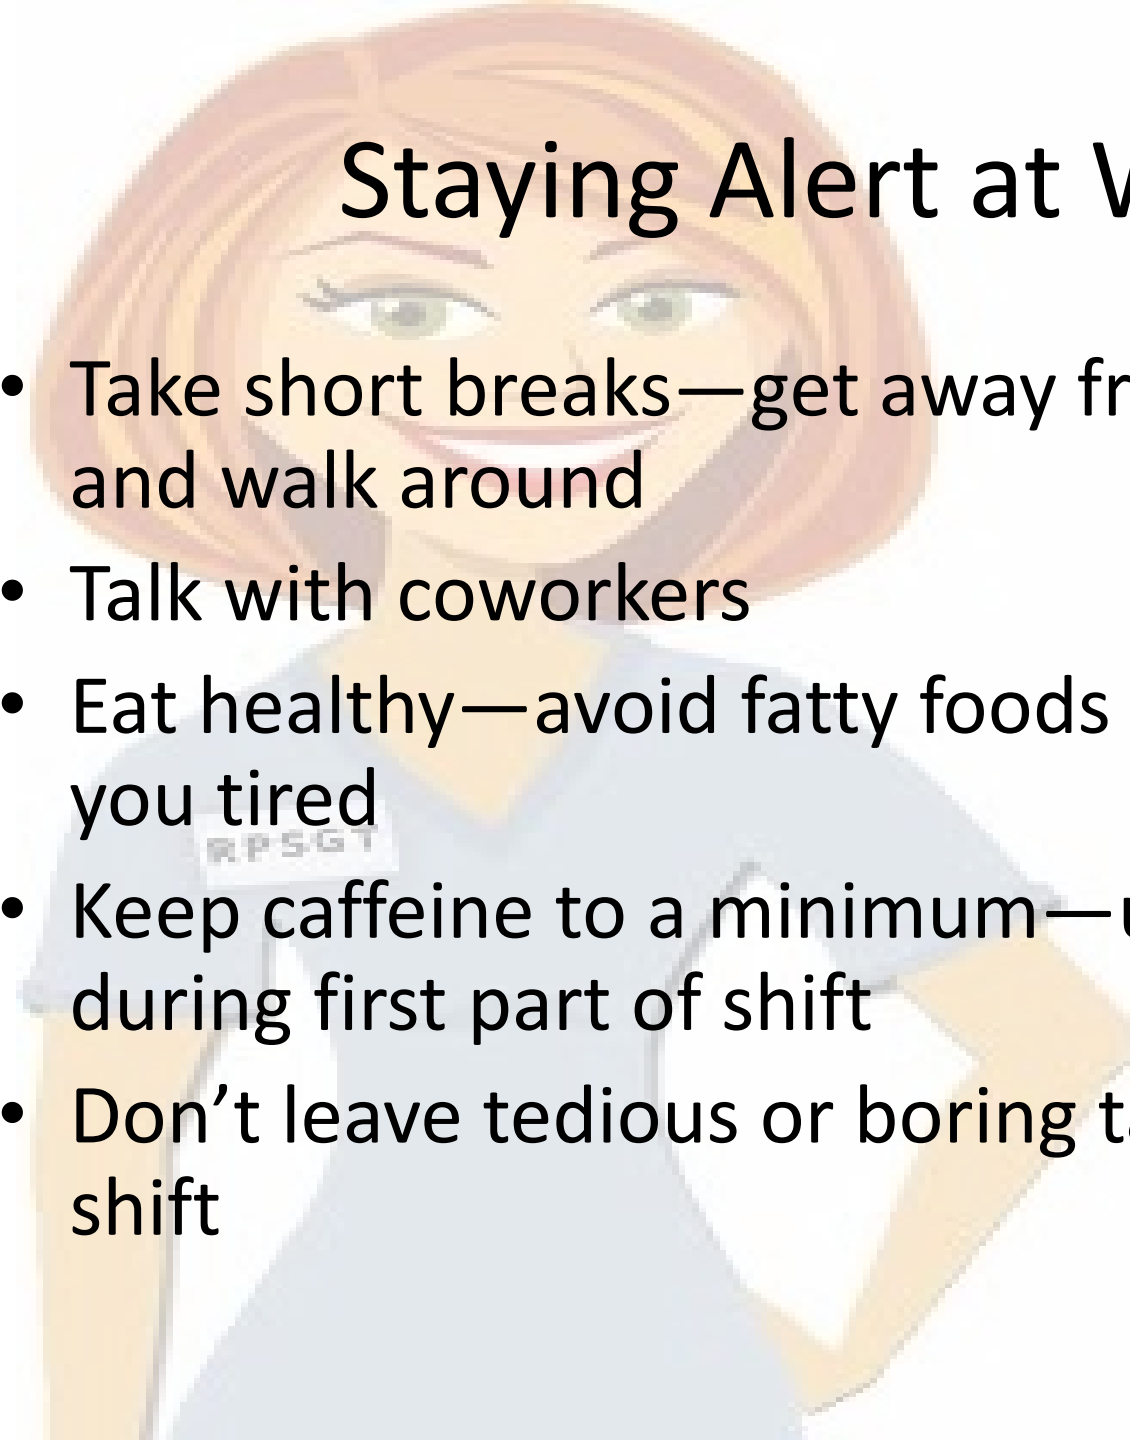 Staying Alert at
• Take short breaks—get away
and walk around
• Talk with coworkers
• Eat healthy—avoid fatty foods
you tired
RPSGT
• Keep caffeine to a minimum—
during first part of shift
• Don’t leave tedious or boring
shift